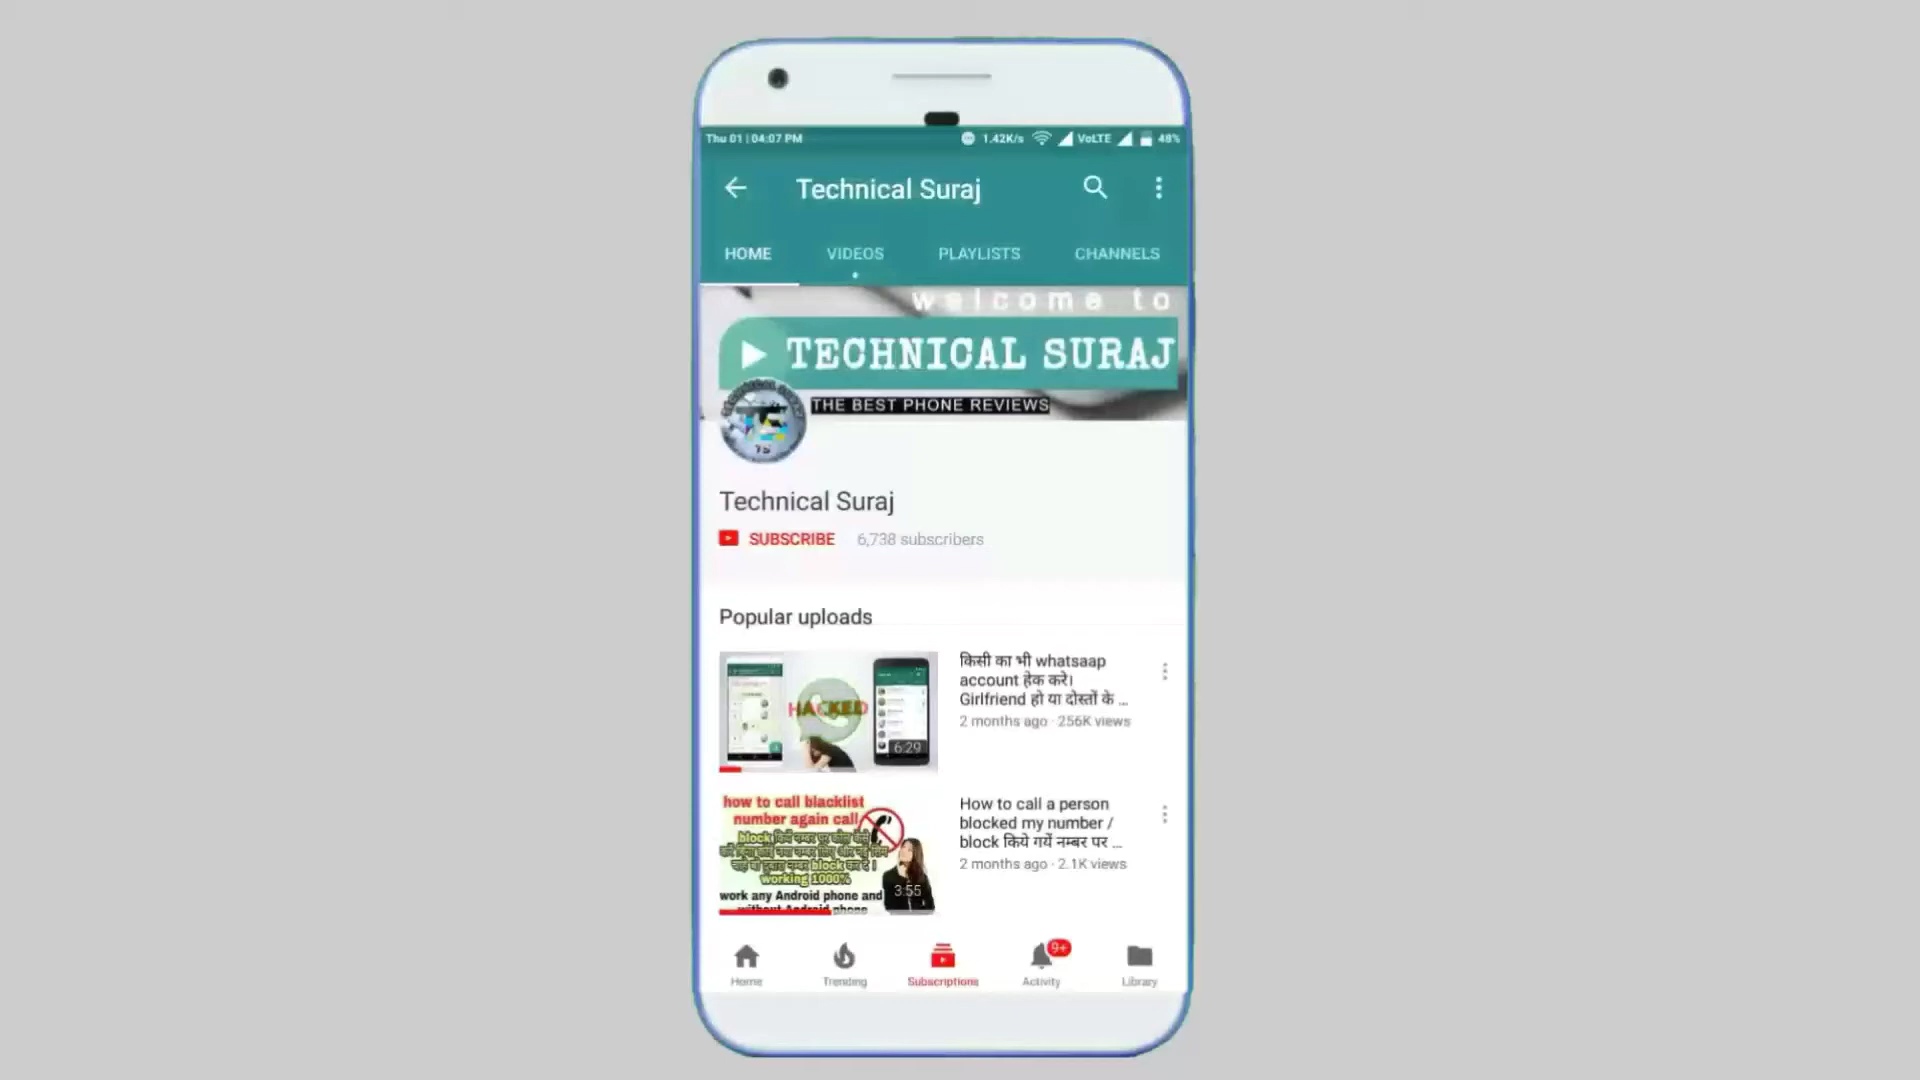 Thu 01 | 04:07 PM
1.42K/s VoLTE 48%
Technical Suraj
HOME VIDEOS PLAYLISTS CHANNELS
welcome to
TECHNICAL SURAJ
THE BEST PHONE REVIEWS
TS
Technical Suraj
SUBSCRIBE 6,738 subscribers
Popular uploads
HACKED
6:29
किसी का भी whatsaap
account हेक करे।
Girlfriend हो या दोस्तों के ...
2 months ago · 256K views
how to call blacklist
number again call
working 1000%
work any Android phone and
without Android phone
3:55
How to call a person
blocked my number /
block किये गयें नम्बर पर ...
2 months ago · 2.1K views
9+
Home Trending Subscriptions Activity Library